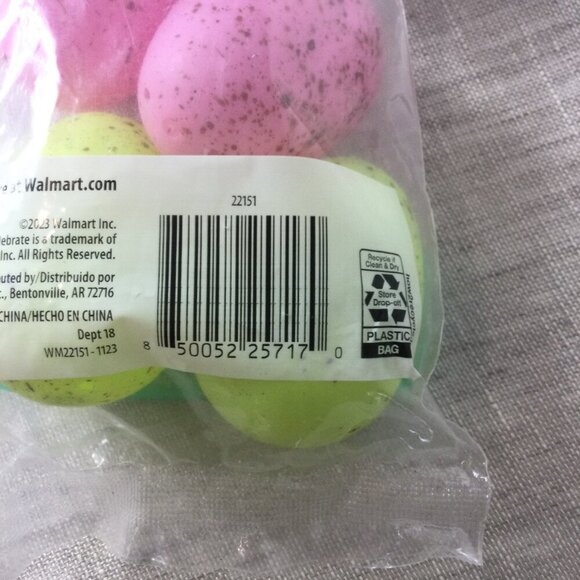 at Walmart.com
22151
©2023 Walmart Inc.
lebrate is a trademark of
Inc. All Rights Reserved.
uted by/Distribuido por
., Bentonville, AR 72716
CHINA/HECHO EN CHINA
Dept 18
WM22151-1123
8 50052 25717 0
Recycle if
Clean & Dry
Store
Drop-off
PLASTIC
BAG